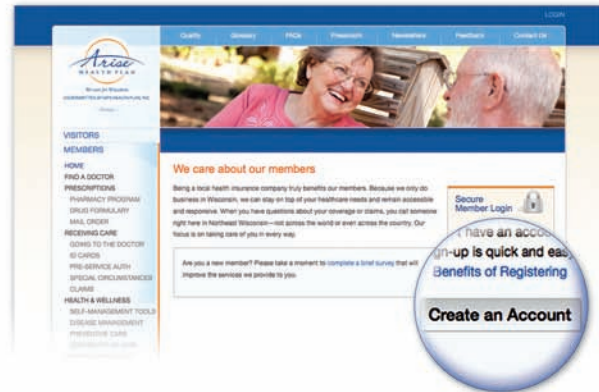 LOGIN
Quality Glossary FAQs Pressroom Newsletters Feedback Contact Us
Arise
HEALTH PLAN
VISITORS
MEMBERS
HOME
FIND A DOCTOR
PRESCRIPTIONS
PHARMACY PROGRAM
DRUG FORMULARY
MAIL ORDER
RECEIVING CARE
GOING TO THE DOCTOR
ID CARDS
PRE-SERVICE AUTH
SPECIAL CIRCUMSTANCES
CLAIMS
HEALTH & WELLNESS
SELF-MANAGEMENT TOOLS
DISEASE MANAGEMENT
PREVENTIVE CARE
We care about our members
Being a local health insurance company truly benefits our members. Because we only do
business in Wisconsin, we can stay on top of your healthcare needs and remain accessible
and responsive. When you have questions about your coverage or claims, you call someone
right here in Northeast Wisconsin—not across the world or even across the country. Our
focus is on taking care of you in every way.
Are you a new member? Please take a moment to complete a brief survey that will
improve the services we provide to you.
Secure
Member Login
have an accou
n-up is quick and easy
Benefits of Registering
Create an Account